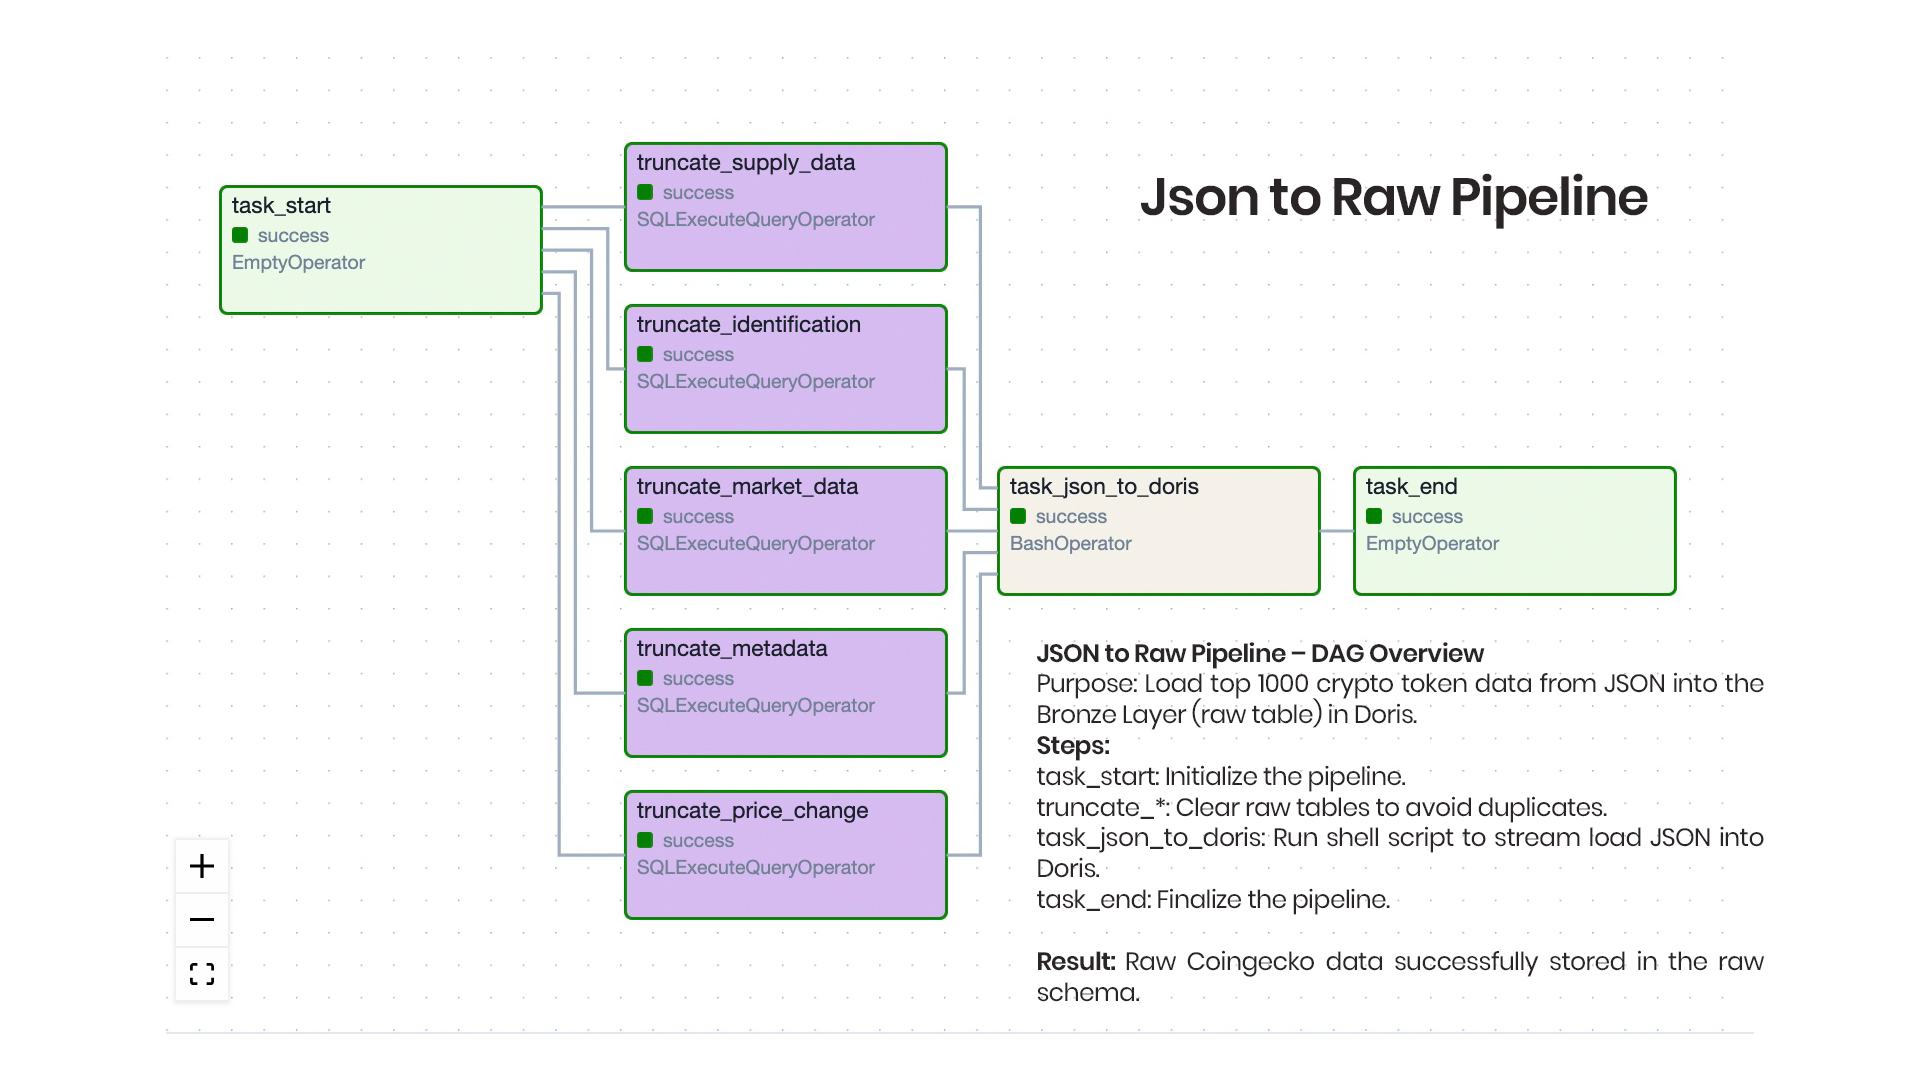 Json to Raw Pipeline
task_start
success
EmptyOperator
truncate_supply_data
success
SQLExecuteQueryOperator
truncate_identification
success
SQLExecuteQueryOperator
truncate_market_data
success
SQLExecuteQueryOperator
truncate_metadata
success
SQLExecuteQueryOperator
truncate_price_change
success
SQLExecuteQueryOperator
task_json_to_doris
success
BashOperator
task_end
success
EmptyOperator
JSON to Raw Pipeline – DAG Overview
Purpose: Load top 1000 crypto token data from JSON into the
Bronze Layer (raw table) in Doris.
Steps:
task_start: Initialize the pipeline.
truncate_*: Clear raw tables to avoid duplicates.
task_json_to_doris: Run shell script to stream load JSON into
Doris.
task_end: Finalize the pipeline.
Result: Raw Coingecko data successfully stored in the raw
schema.